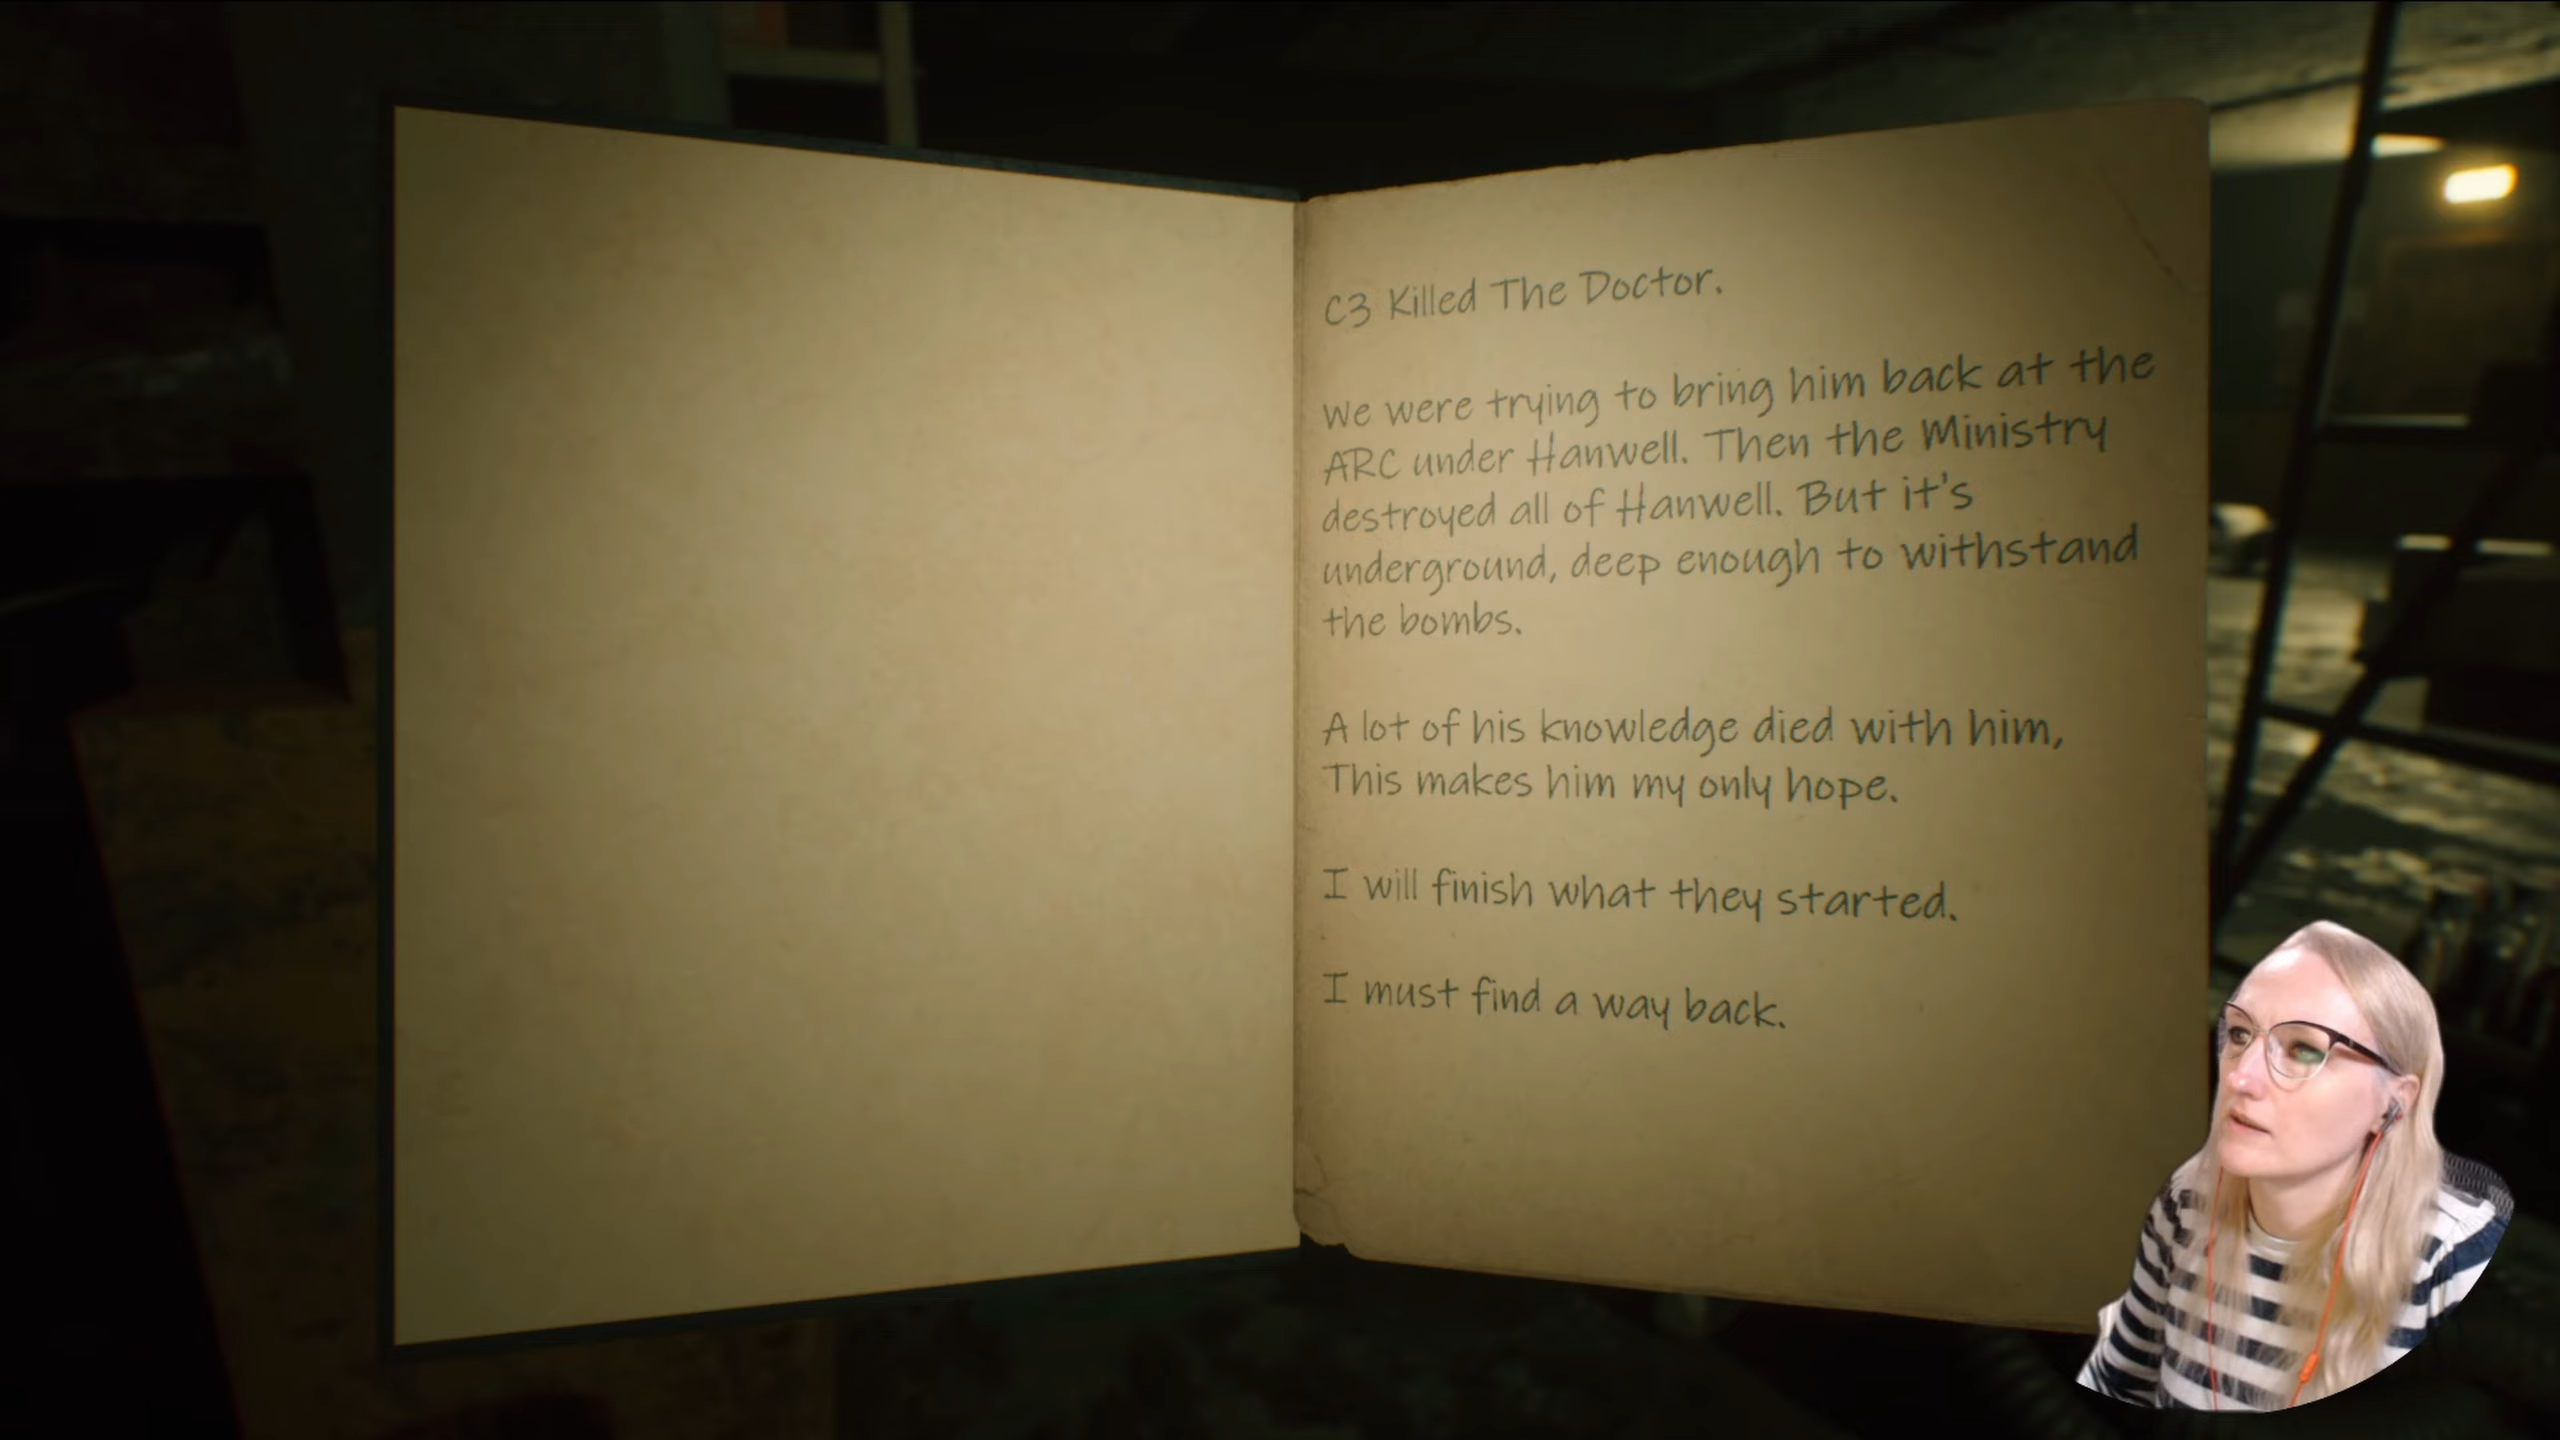 C3 Killed The Doctor.
We were trying to bring him back at the
ARC under Hanwell. Then the Ministry
destroyed all of Hanwell. But it's
underground, deep enough to withstand
the bombs.
A lot of his knowledge died with him,
This makes him my only hope.
I will finish what they started.
I must find a way back.